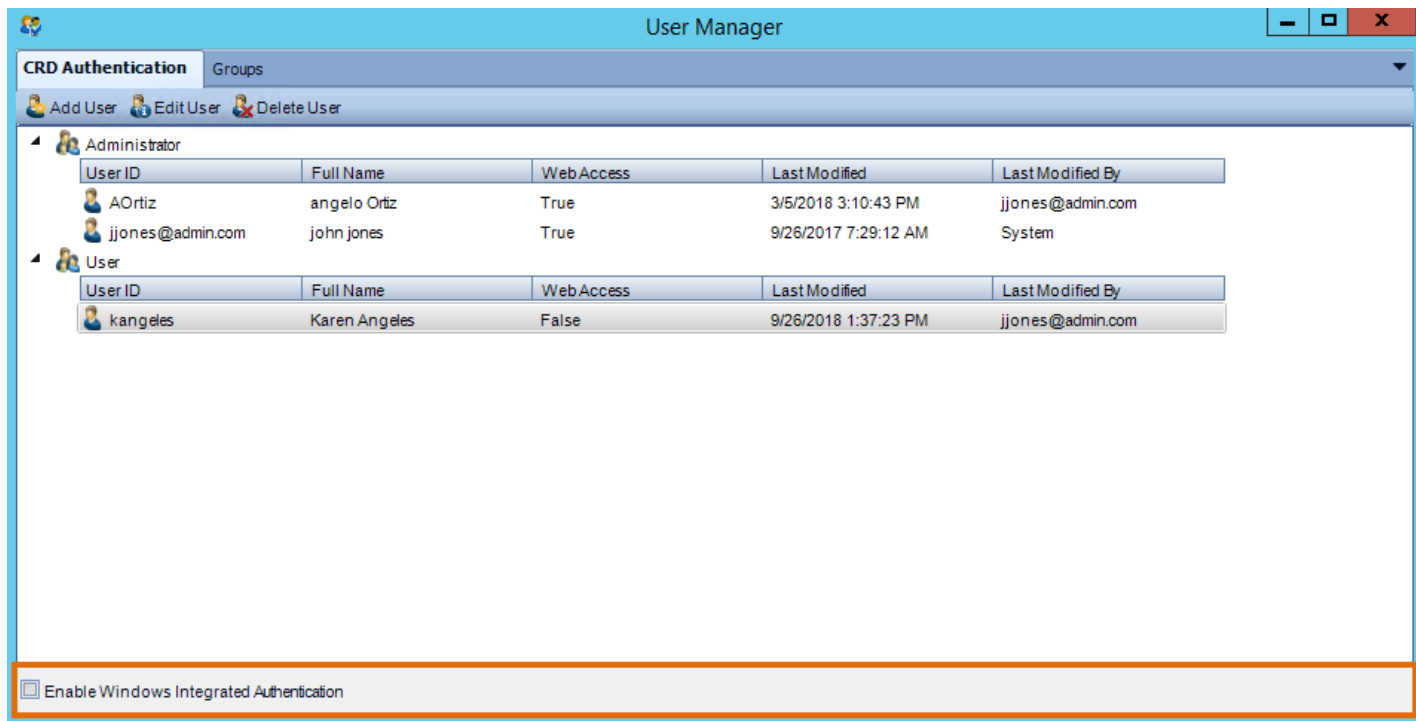 User Manager
CRD Authentication Groups
Add User Edit User Delete User
Administrator
User ID Full Name Web Access Last Modified Last Modified By
AOrtiz angelo Ortiz True 3/5/2018 3:10:43 PM jjones@admin.com
jjones@admin.com john jones True 9/26/2017 7:29:12 AM System
User
User ID Full Name Web Access Last Modified Last Modified By
kangeles Karen Angeles False 9/26/2018 1:37:23 PM jjones@admin.com
Enable Windows Integrated Authentication